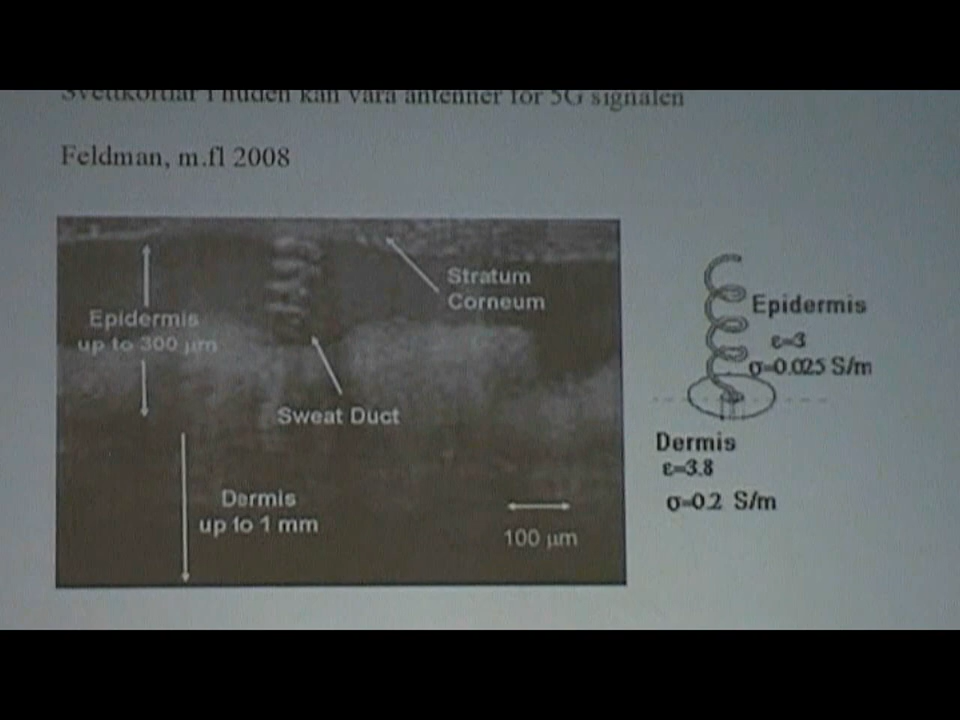 Svettkörtlar i huden kan vara antenner för 5G signalen
Feldman, m.fl 2008
Stratum
Corneum
Epidermis
up to 300 µm
Sweat Duct
Dermis
up to 1 mm
100 µm
Epidermis
ε=3
σ=0.025 S/m
Dermis
ε=3.8
σ=0.2 S/m